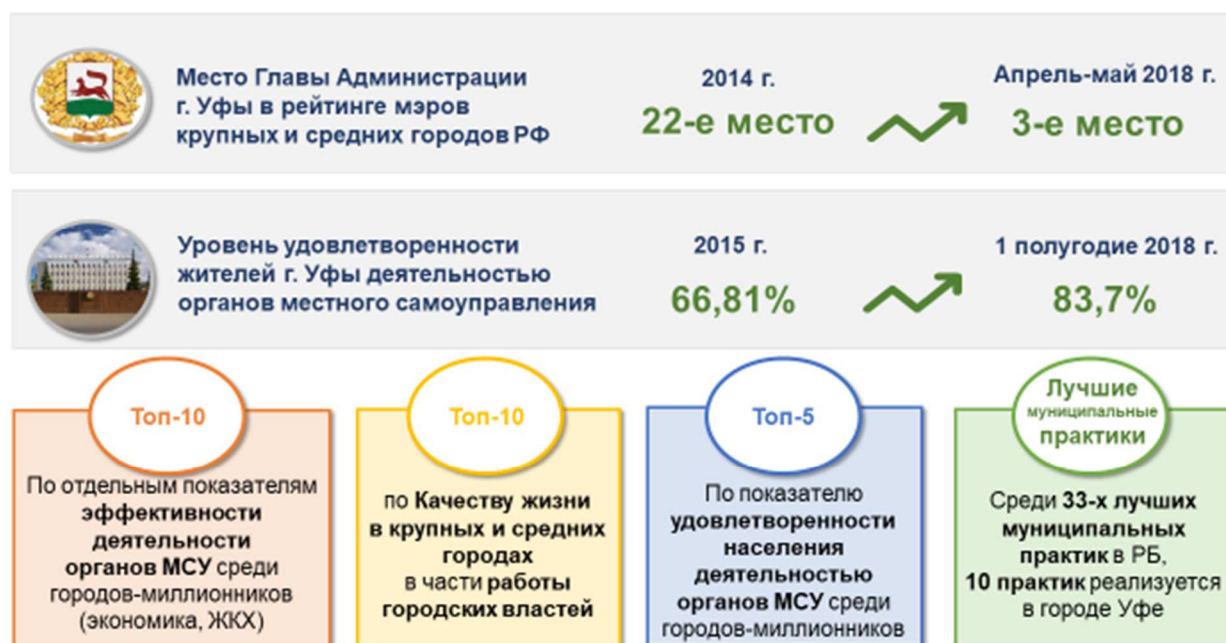 Место Главы Администрации
г. Уфы в рейтинге мэров
крупных и средних городов РФ
2014 г.
22-е место
Апрель-май 2018 г.
3-е место
Уровень удовлетворенности
жителей г. Уфы деятельностью
органов местного самоуправления
2015 г.
66,81%
1 полугодие 2018 г.
83,7%
Топ-10
По отдельным показателям
эффективности
деятельности
органов МСУ среди
городов-миллионников
(экономика, ЖКХ)
Топ-10
по Качеству жизни
в крупных и средних
городах
в части работы
городских властей
Топ-5
По показателю
удовлетворенности
населения
деятельностью
органов МСУ среди
городов-миллионников
Лучшие
муниципальные
практики
Среди 33-х лучших
муниципальных
практик в РБ,
10 практик реализуется
в городе Уфе